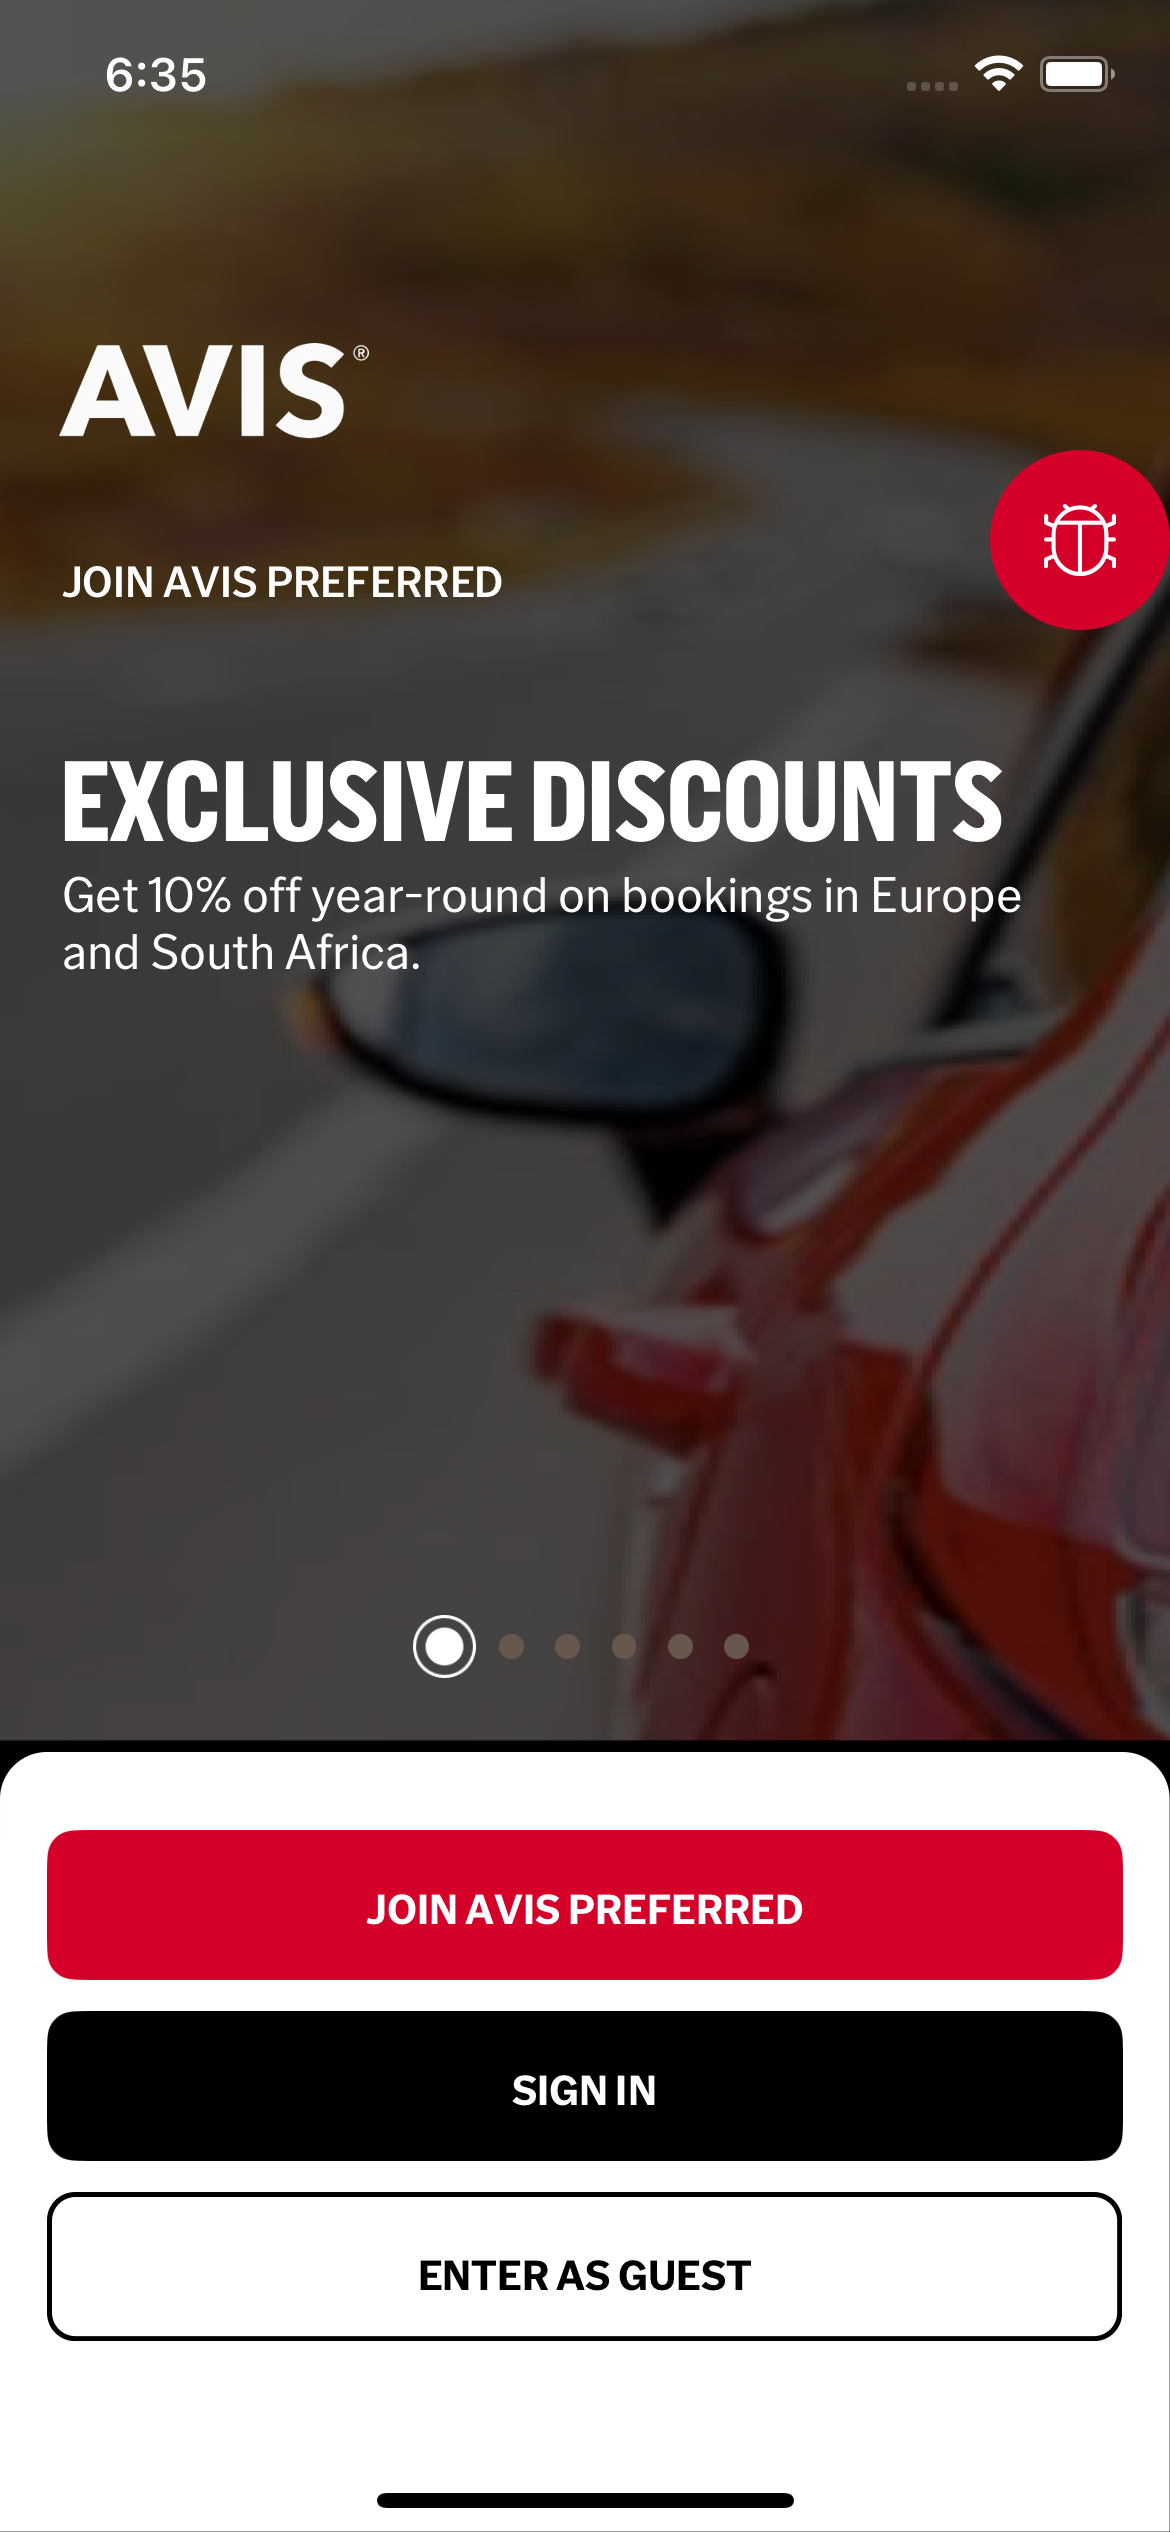 6:35
AVIS®
JOIN AVIS PREFERRED
EXCLUSIVE DISCOUNTS
Get 10% off year-round on bookings in Europe
and South Africa.
JOIN AVIS PREFERRED
SIGN IN
ENTER AS GUEST